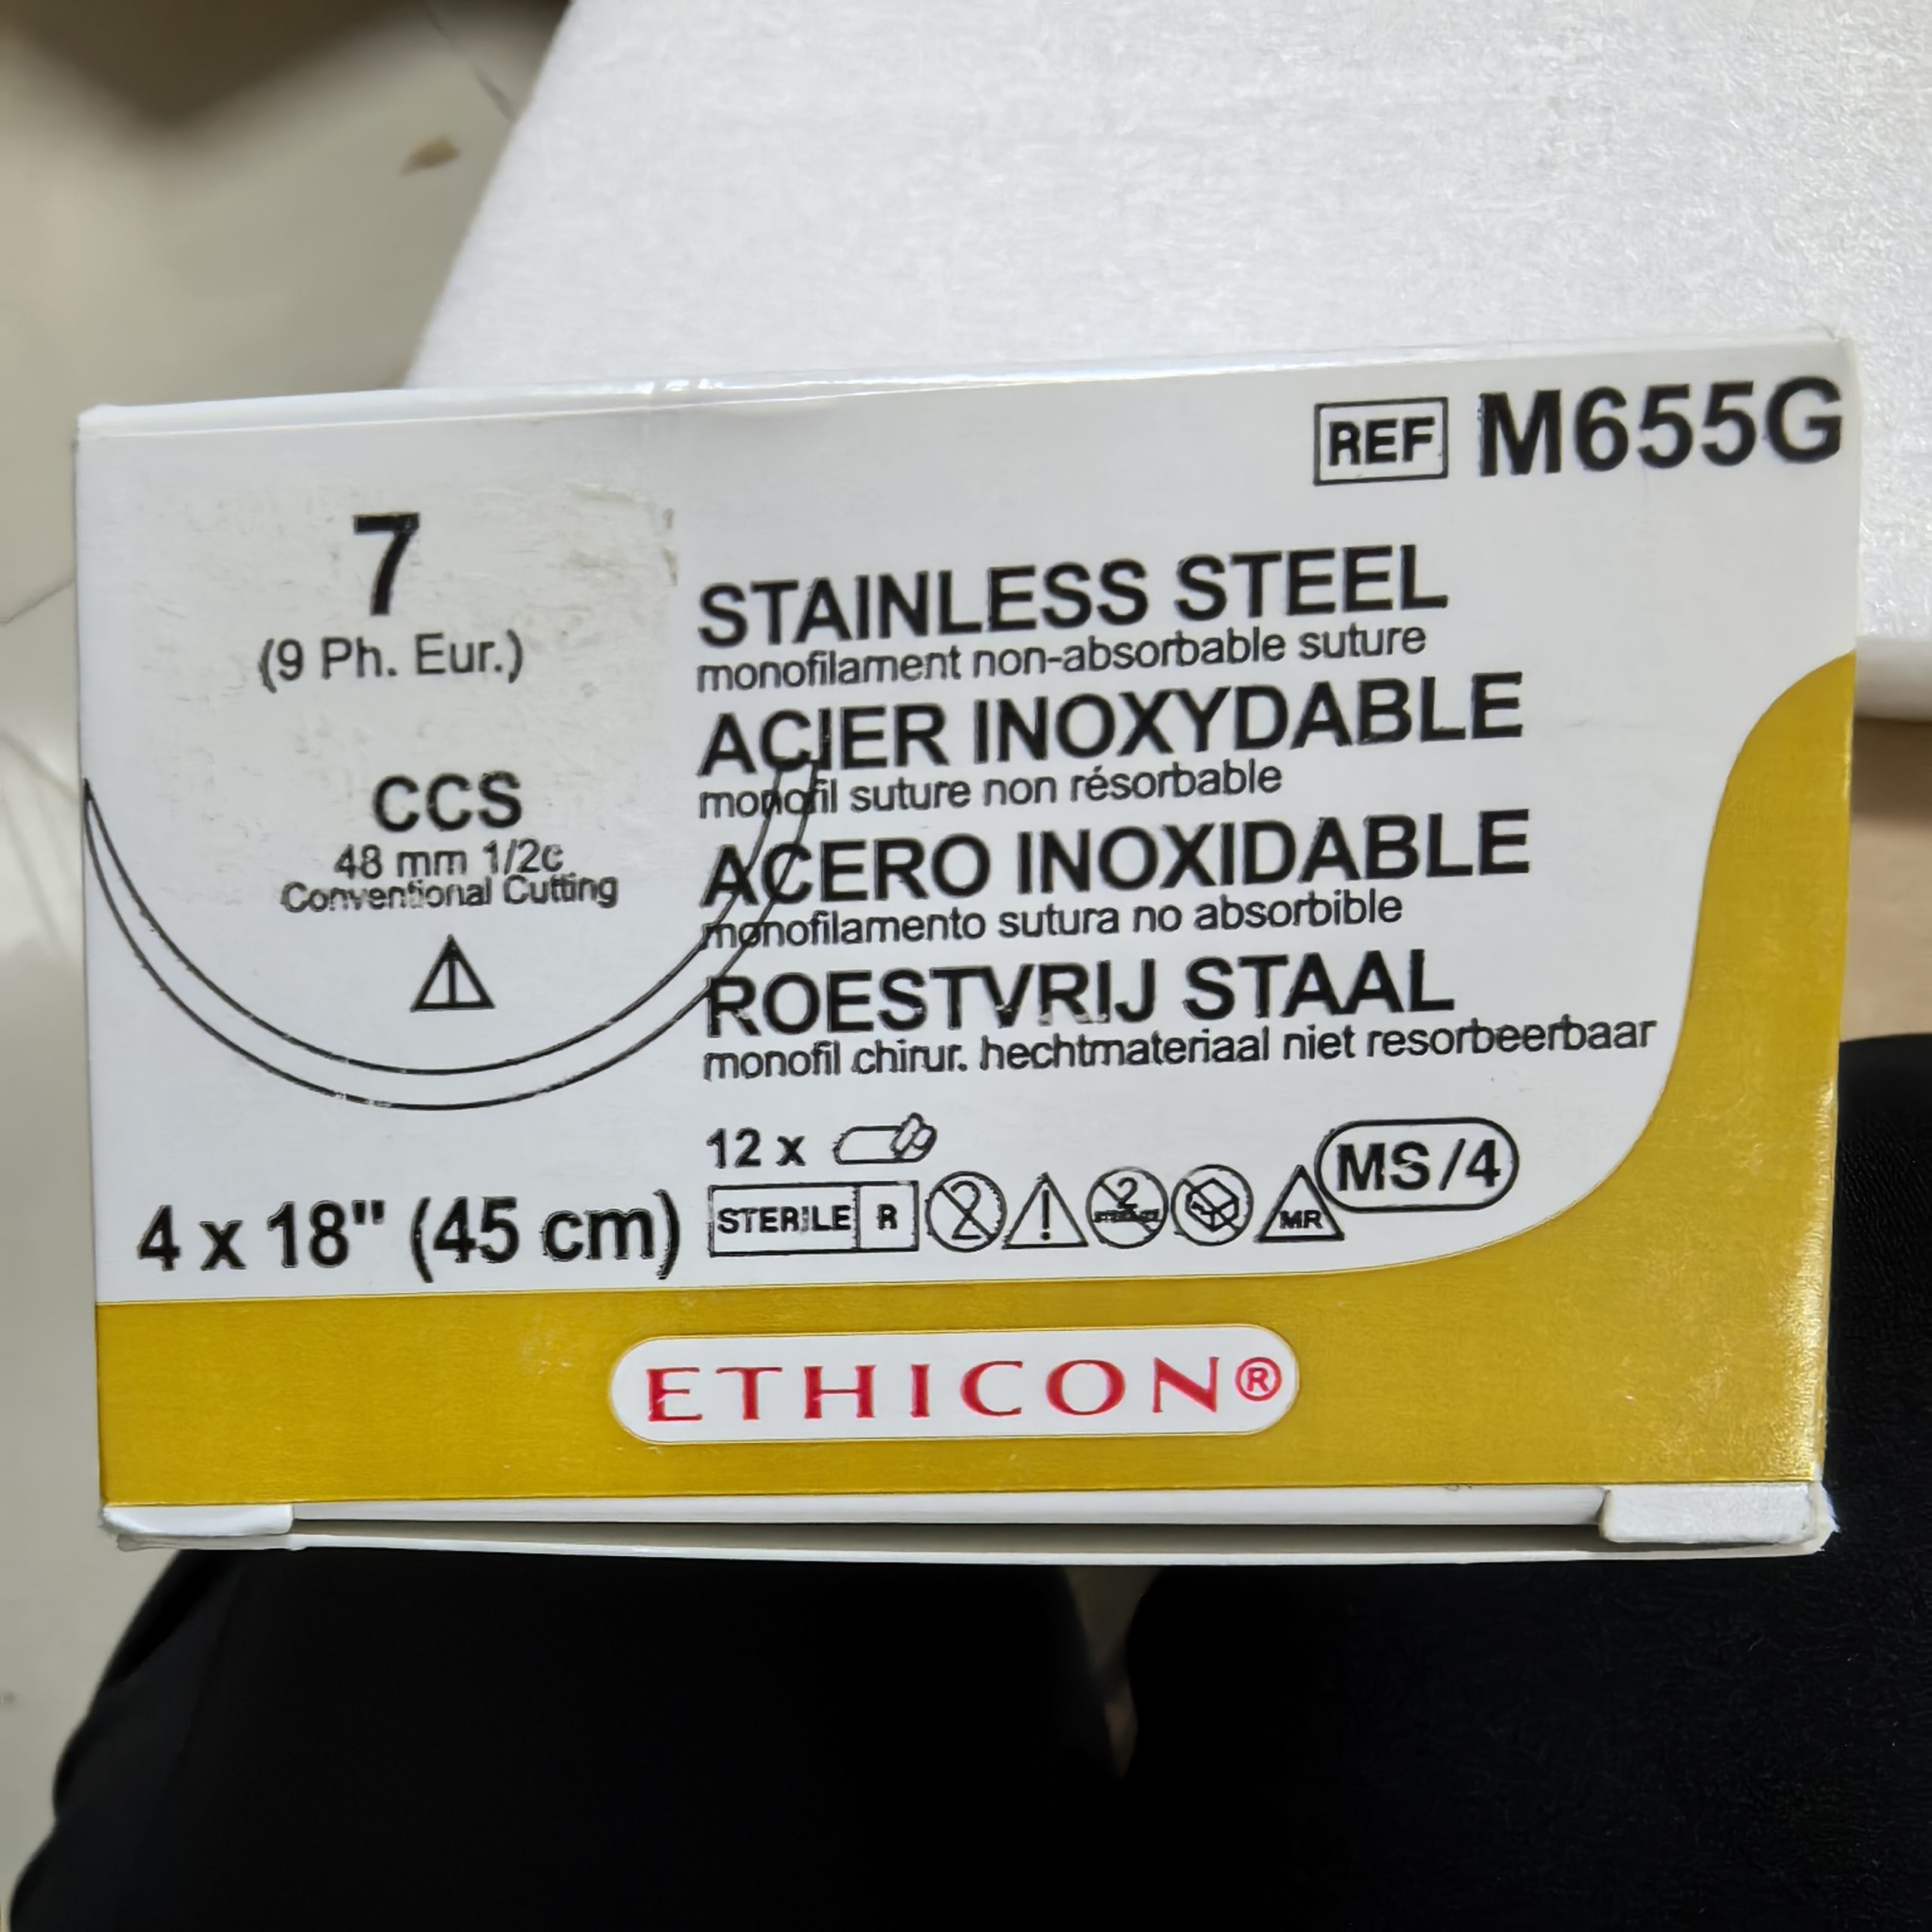 REF M655G
7
(9 Ph. Eur.)
CCS
48 mm 1/2c
Conventional Cutting
STAINLESS STEEL
monofilament non-absorbable suture
ACIER INOXYDABLE
monofil suture non résorbable
ACERO INOXIDABLE
monofilamento sutura no absorbible
ROESTVRIJ STAAL
monofil chirur. hechtmateriaal niet resorbeerbaar
12 x
4 x 18" (45 cm)
STERILE R
2
MR
MS/4
ETHICON®